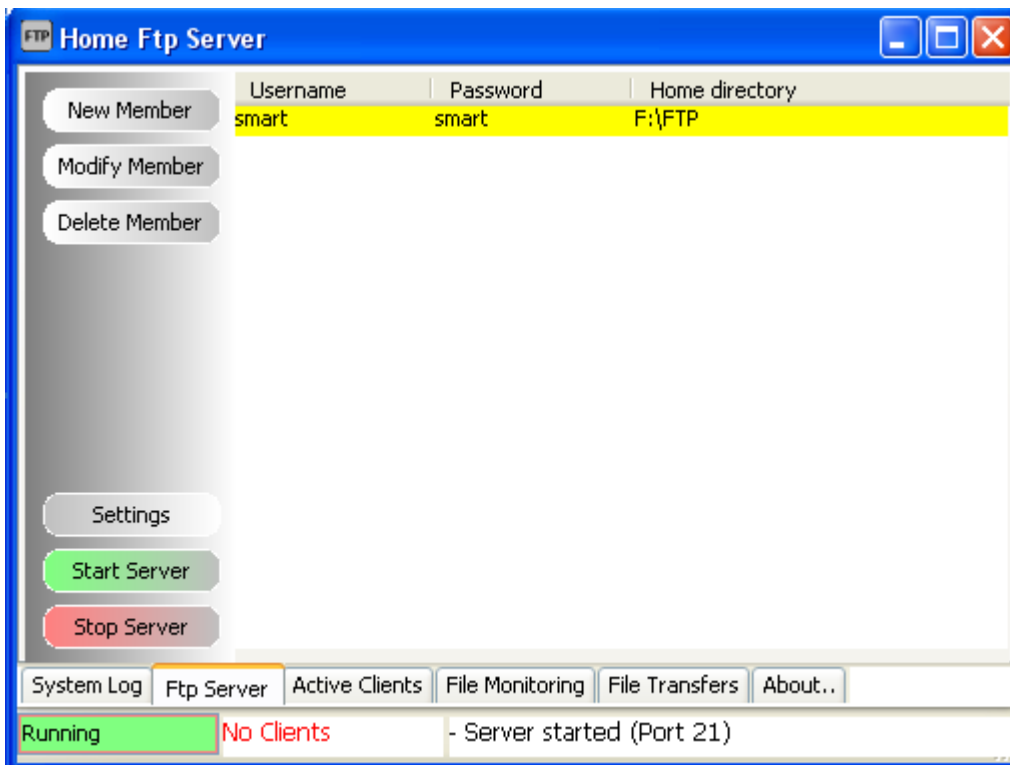 FTP Home Ftp Server
New Member
Modify Member
Delete Member
Username Password Home directory
smart smart F:\FTP
Settings
Start Server
Stop Server
System Log Ftp Server Active Clients File Monitoring File Transfers About..
Running No Clients - Server started (Port 21)